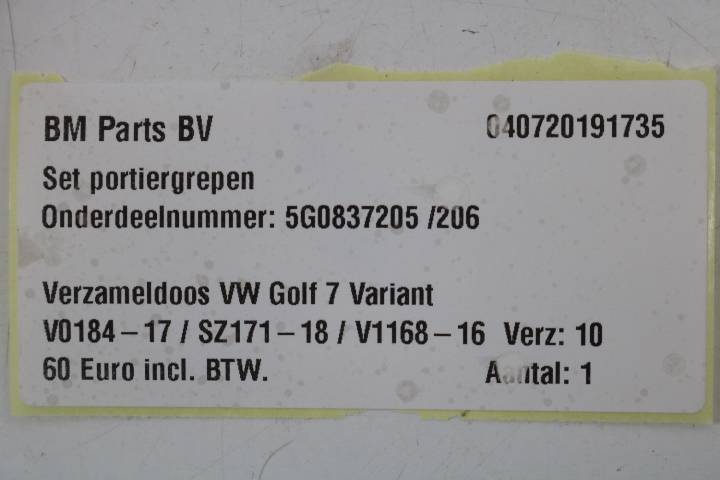 BM Parts BV 040720191735
Set portiergrepen
Onderdeelnummer: 5G0837205 /206
Verzameldoos VW Golf 7 Variant
V0184 – 17 / SZ171 – 18 / V1168 – 16 Verz: 10
60 Euro incl. BTW. Aantal: 1